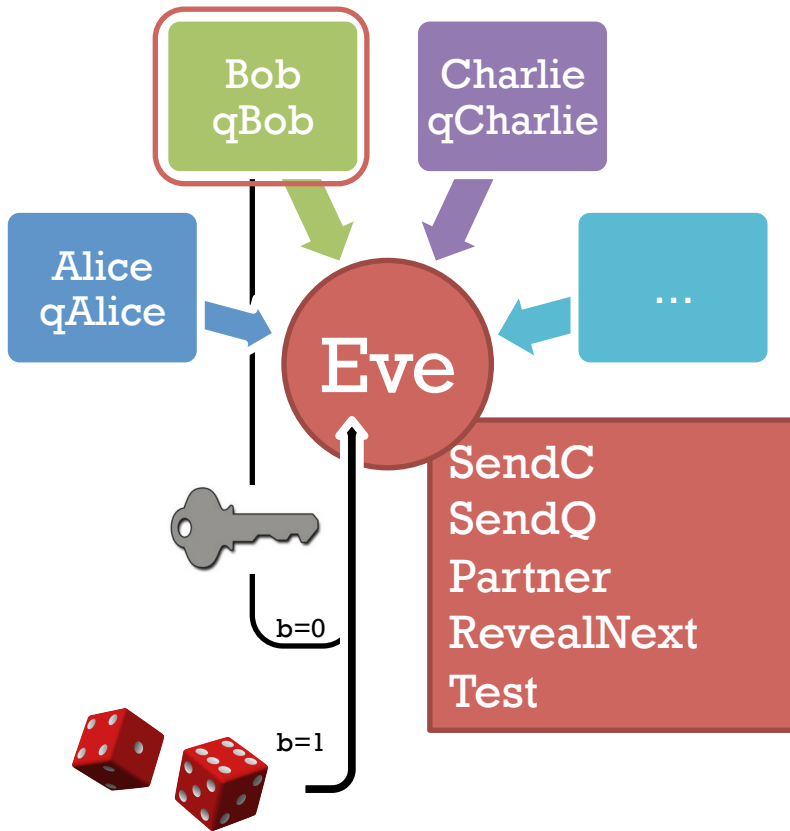 Bob
qBob
Charlie
qCharlie
Alice
qAlice
...
Eve
SendC
SendQ
Partner
RevealNext
Test
b=0
b=1